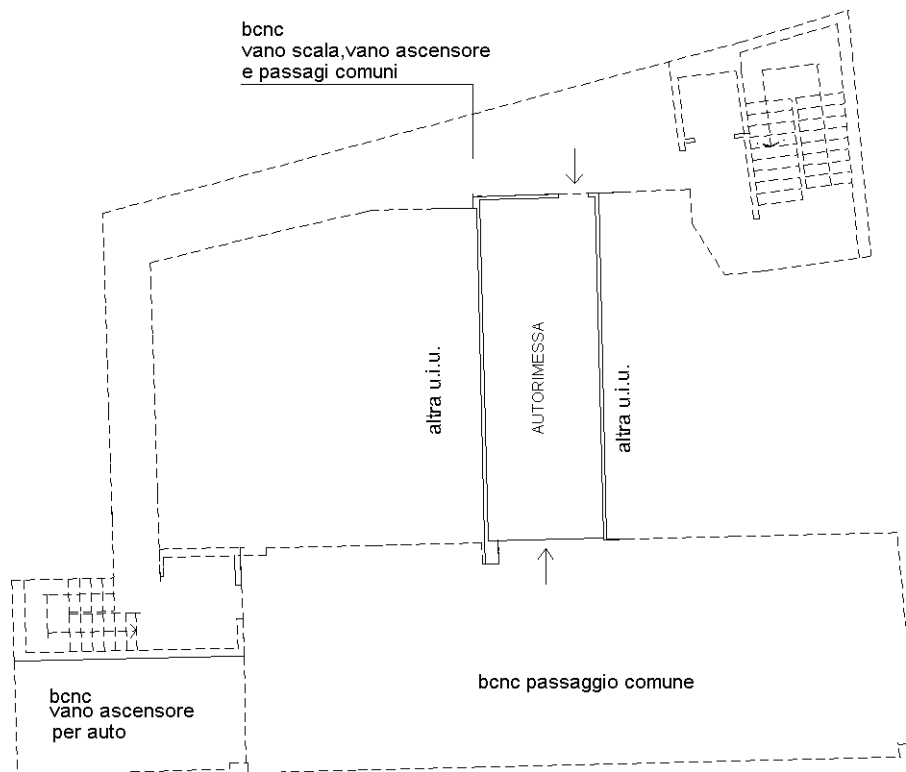 bcnc
vano scala,vano ascensore
e passagi comuni
altra u.i.u.
AUTORIMESSA
altra u.i.u.
bcnc passaggio comune
bcnc
vano ascensore
per auto